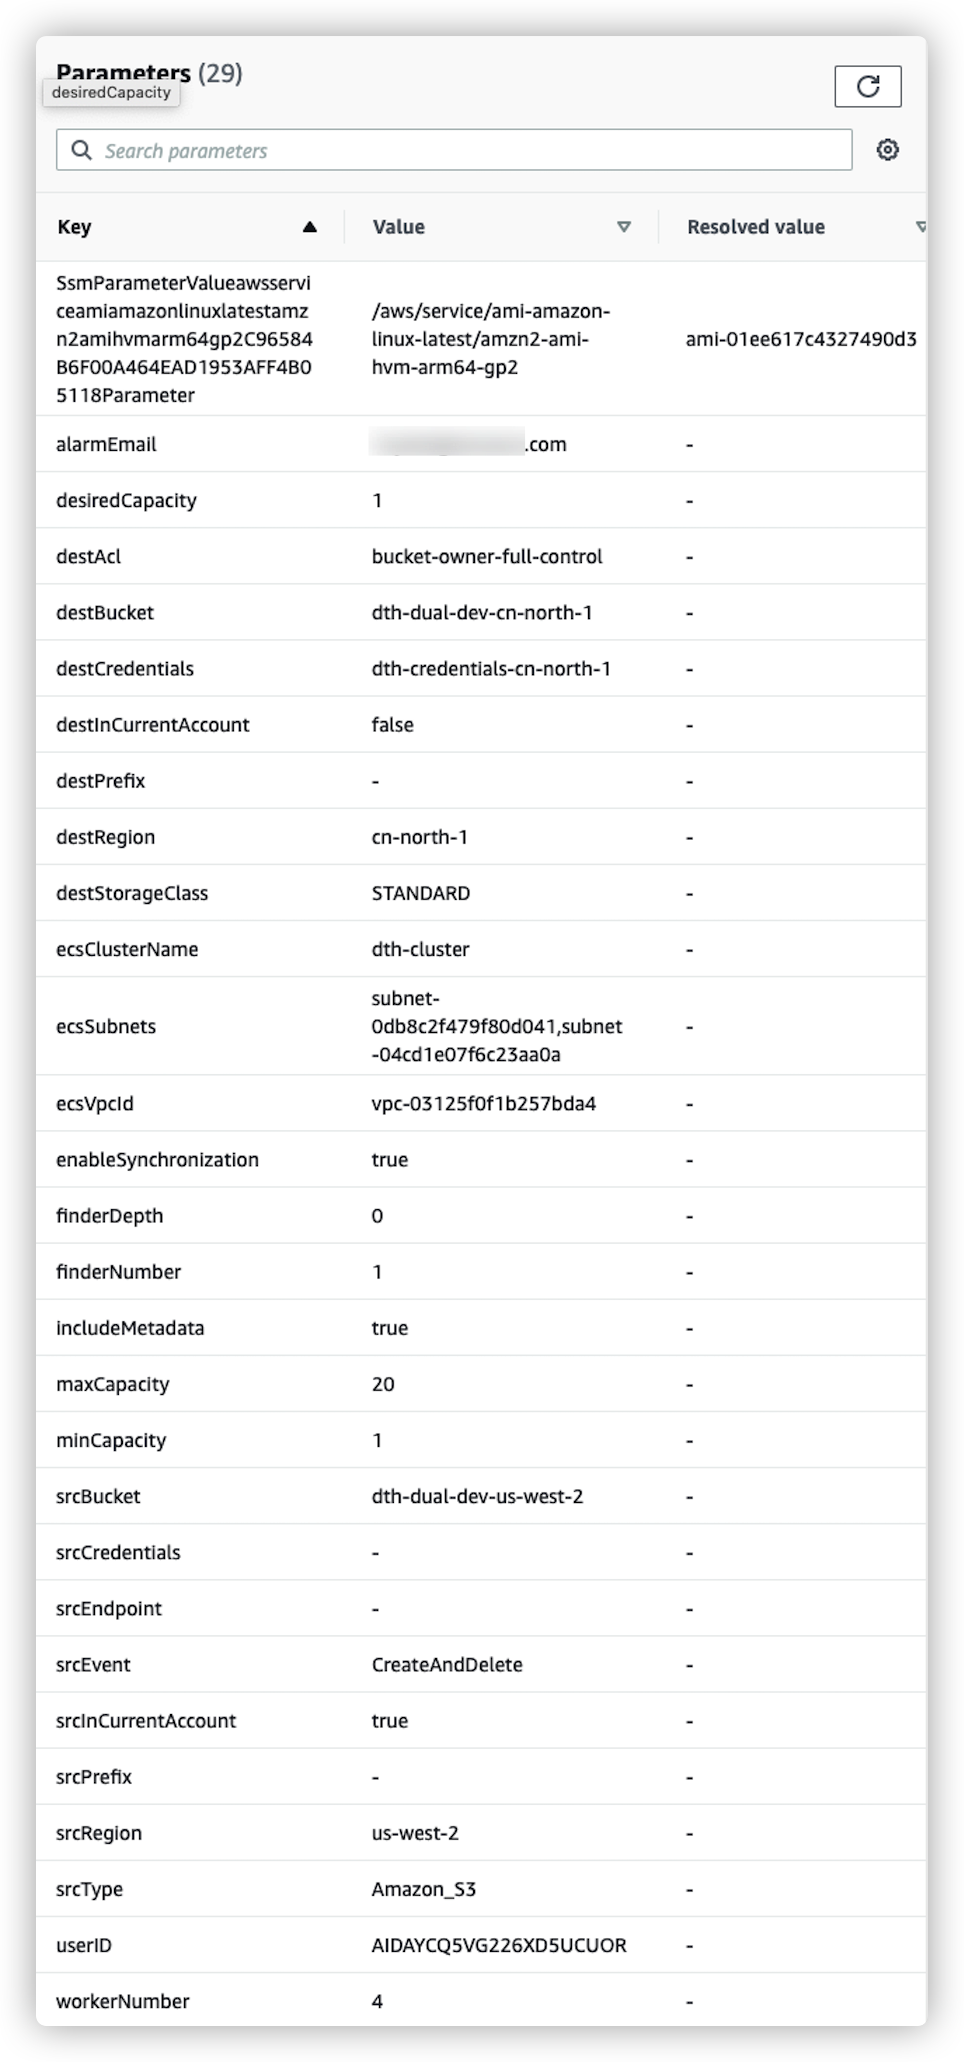 Parameters (29)
desiredCapacity
Search parameters
Key Value Resolved value
SsmParameterValueawsservi
ceamiamazonlinuxlatestamz
n2amihvmarm64gp2C96584
B6F00A464EAD1953AFF4B0
5118Parameter
/aws/service/ami-amazon-
linux-latest/amzn2-ami-
hvm-arm64-gp2
ami-01ee617c4327490d3
alarmEmail .com -
desiredCapacity 1 -
destAcl bucket-owner-full-control -
destBucket dth-dual-dev-cn-north-1 -
destCredentials dth-credentials-cn-north-1 -
destInCurrentAccount false -
destPrefix - -
destRegion cn-north-1 -
destStorageClass STANDARD -
ecsClusterName dth-cluster -
ecsSubnets
subnet-
0db8c2f479f80d041,subnet
-04cd1e07f6c23aa0a
-
ecsVpcId vpc-03125f0f1b257bda4 -
enableSynchronization true -
finderDepth 0 -
finderNumber 1 -
includeMetadata true -
maxCapacity 20 -
minCapacity 1 -
srcBucket dth-dual-dev-us-west-2 -
srcCredentials - -
srcEndpoint - -
srcEvent CreateAndDelete -
srcInCurrentAccount true -
srcPrefix - -
srcRegion us-west-2 -
srcType Amazon_S3 -
userID AIDAYCQ5VG226XD5UCUOR -
workerNumber 4 -